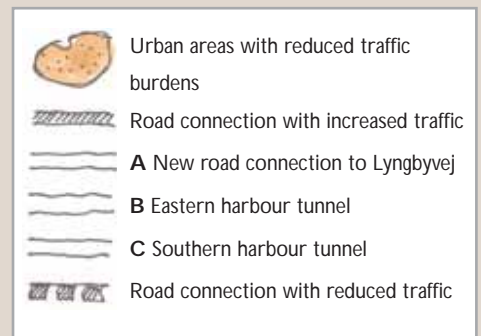 Urban areas with reduced traffic
burdens
Road connection with increased traffic
A New road connection to Lyngbyvej
B Eastern harbour tunnel
C Southern harbour tunnel
Road connection with reduced traffic